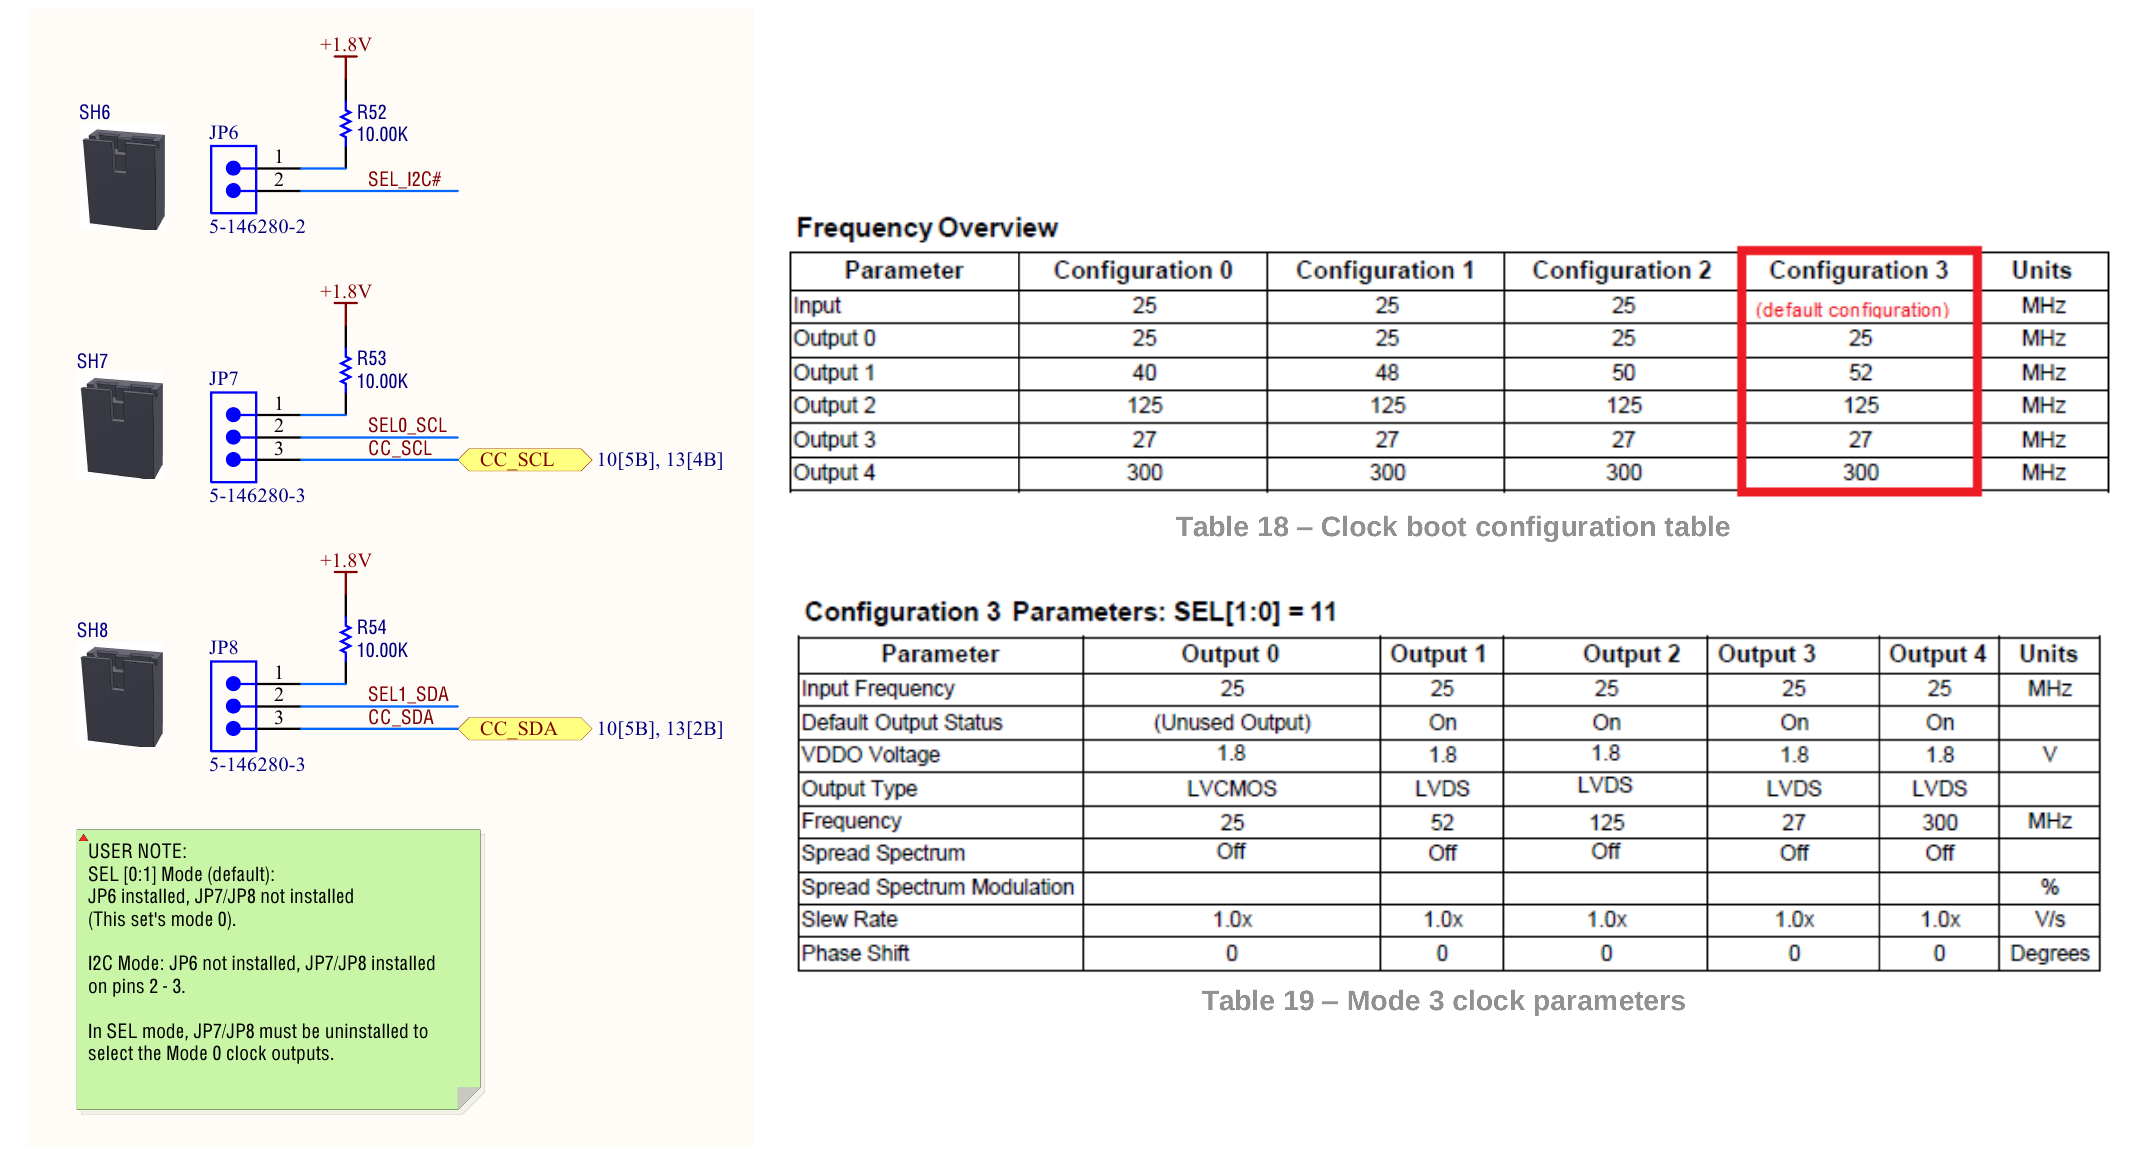 +1.8V
SH6
R52
10.00K
JP6
1
2
SEL_I2C#
5-146280-2
+1.8V
SH7
R53
10.00K
JP7
1
2
SEL0_SCL
3
CC_SCL
CC_SCL
10[5B], 13[4B]
5-146280-3
+1.8V
SH8
R54
10.00K
JP8
1
2
SEL1_SDA
3
CC_SDA
CC_SDA
10[5B], 13[2B]
5-146280-3
USER NOTE:
SEL [0:1] Mode (default):
JP6 installed, JP7/JP8 not installed
(This set's mode 0).
I2C Mode: JP6 not installed, JP7/JP8 installed
on pins 2 - 3.
In SEL mode, JP7/JP8 must be uninstalled to
select the Mode 0 clock outputs.
Frequency Overview
Parameter Configuration 0 Configuration 1 Configuration 2 Configuration 3 Units
Input 25 25 25 (default configuration) MHz
Output 0 25 25 25 25 MHz
Output 1 40 48 50 52 MHz
Output 2 125 125 125 125 MHz
Output 3 27 27 27 27 MHz
Output 4 300 300 300 300 MHz
Table 18 – Clock boot configuration table
Configuration 3 Parameters: SEL[1:0] = 11
Parameter Output 0 Output 1 Output 2 Output 3 Output 4 Units
Input Frequency 25 25 25 25 25 MHz
Default Output Status (Unused Output) On On On On
VDDO Voltage 1.8 1.8 1.8 1.8 1.8 V
Output Type LVCMOS LVDS LVDS LVDS LVDS
Frequency 25 52 125 27 300 MHz
Spread Spectrum Off Off Off Off Off
Spread Spectrum Modulation %
Slew Rate 1.0x 1.0x 1.0x 1.0x 1.0x V/s
Phase Shift 0 0 0 0 0 Degrees
Table 19 – Mode 3 clock parameters